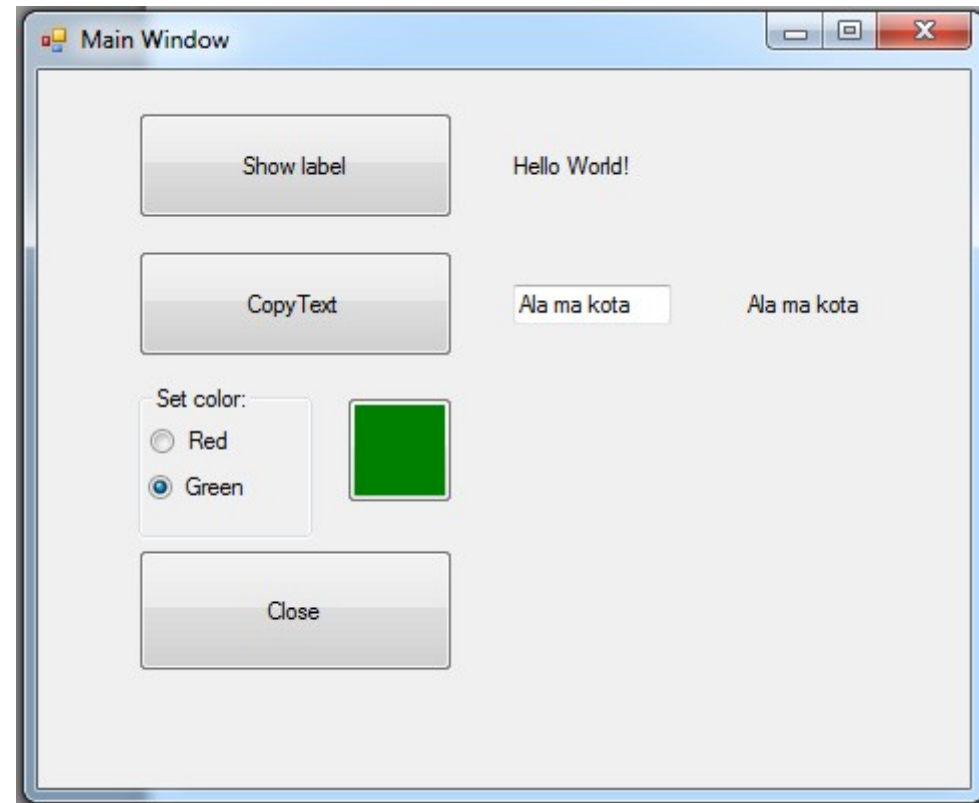 Main Window
Show label
Hello World!
CopyText
Ala ma kota
Ala ma kota
Set color:
Red
Green
Close